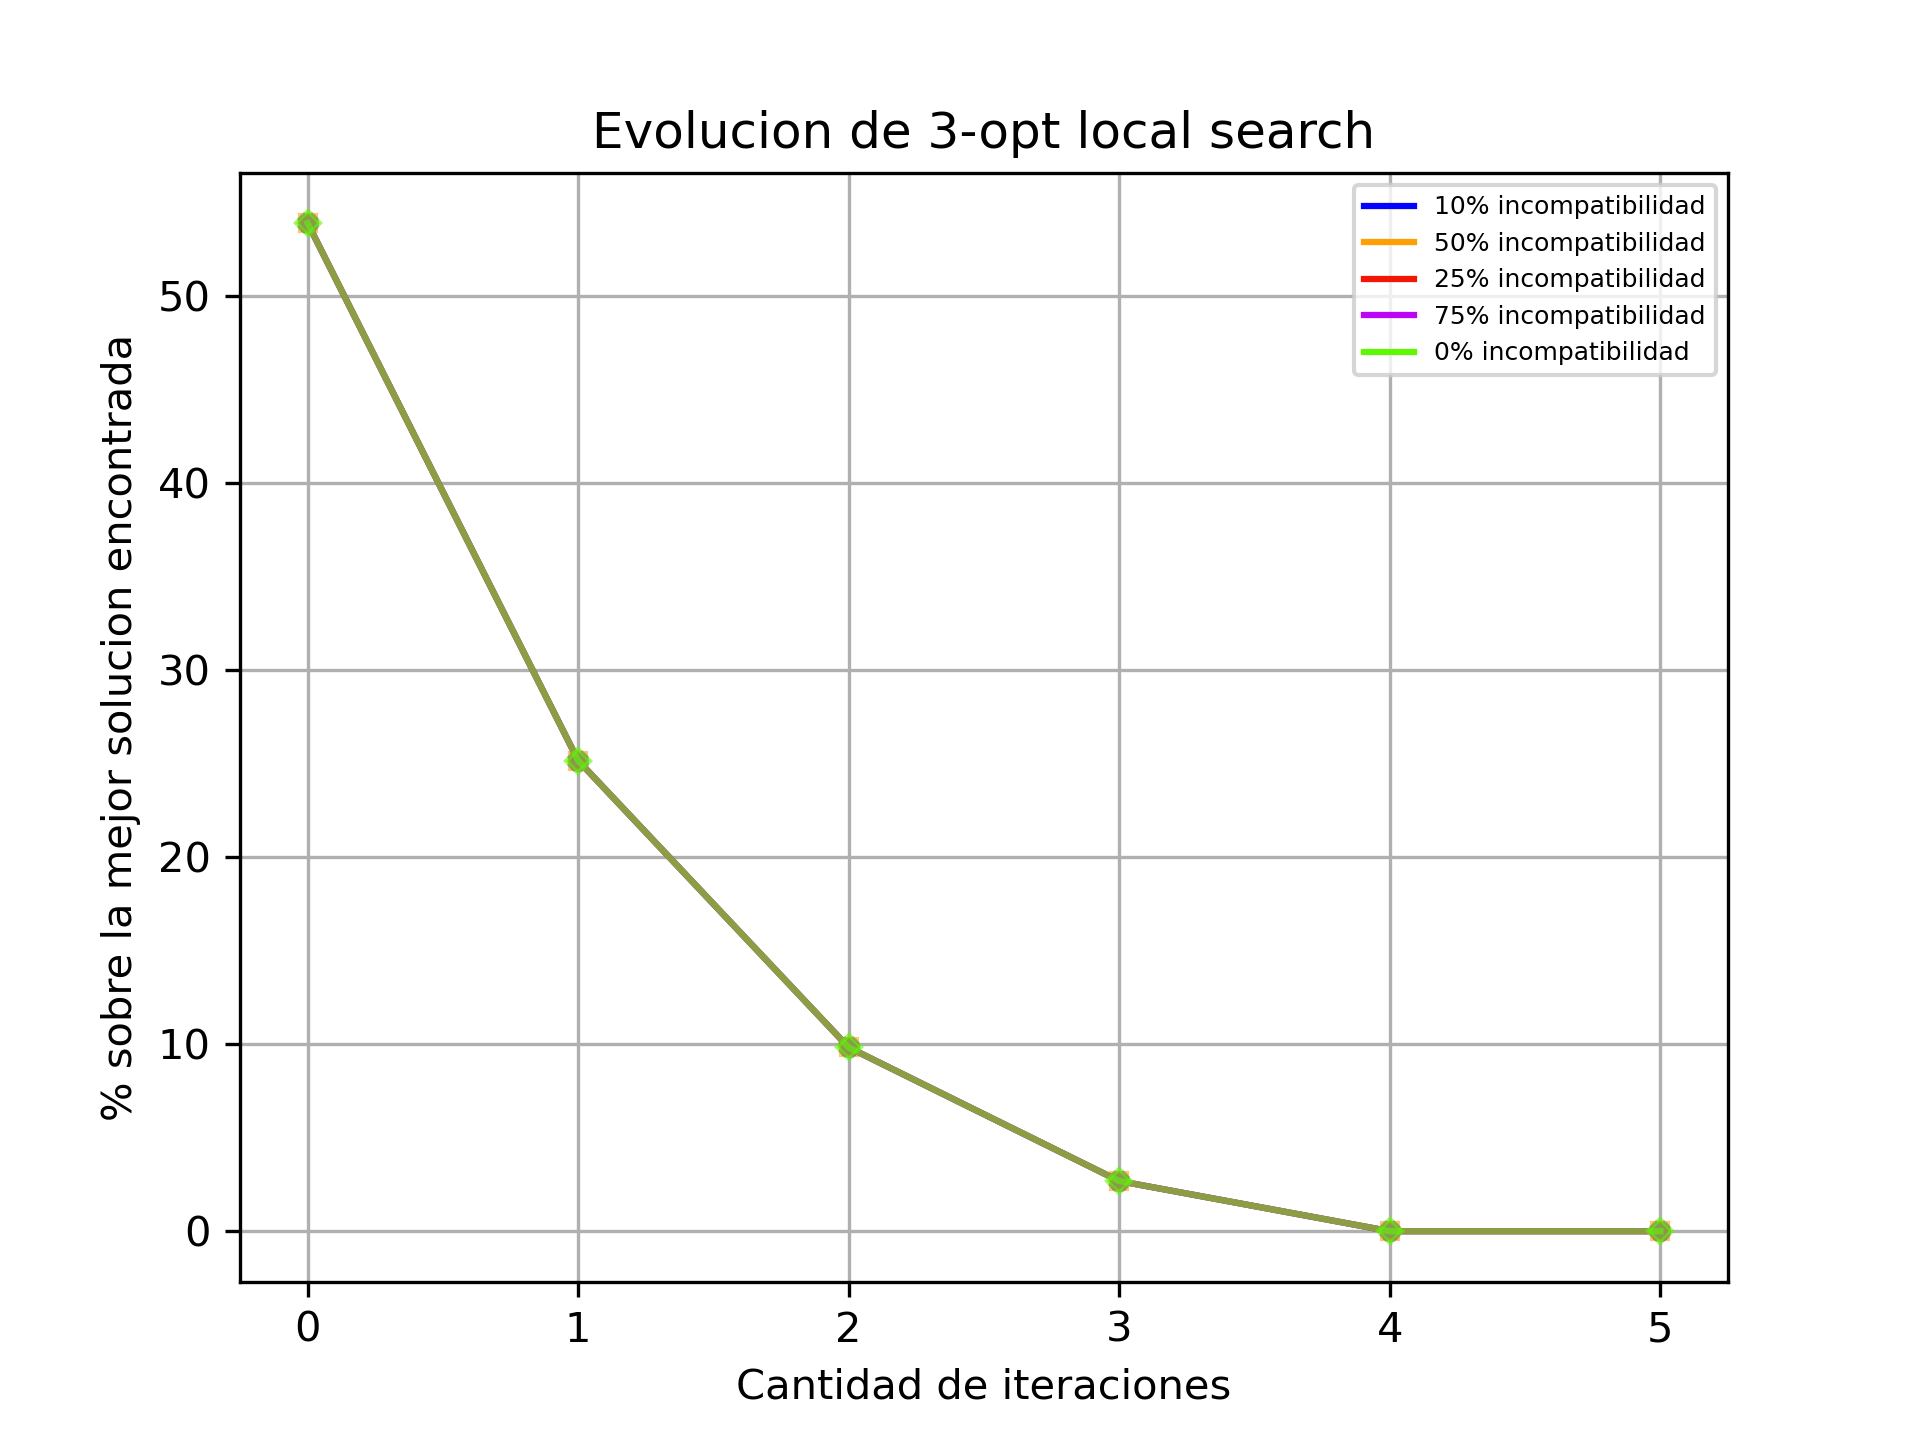 Evolucion de 3-opt local search
10% incompatibilidad
50% incompatibilidad
25% incompatibilidad
75% incompatibilidad
0% incompatibilidad
% sobre la mejor solucion encontrada
50
40
30
20
10
0
0 1 2 3 4 5
Cantidad de iteraciones